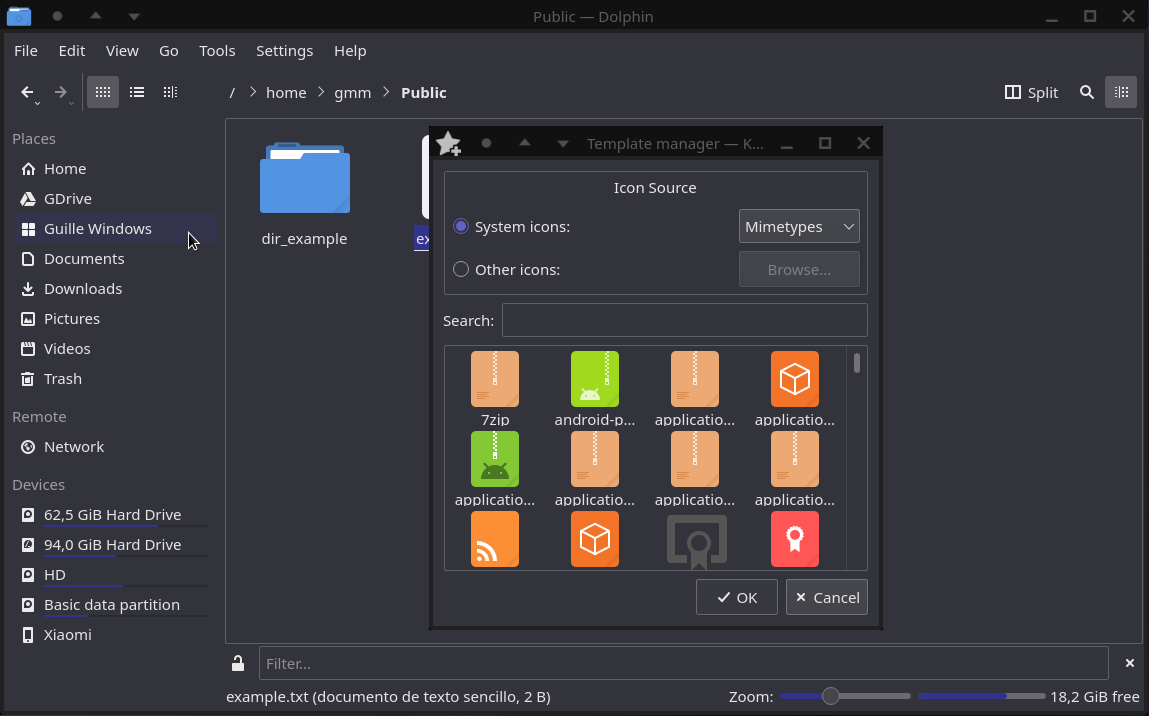 Public — Dolphin
File Edit View Go Tools Settings Help
/ > home > gmm > Public
Split
Places
Home
GDrive
Guille Windows
Documents
Downloads
Pictures
Videos
Trash
Remote
Network
Devices
62,5 GiB Hard Drive
94,0 GiB Hard Drive
HD
Basic data partition
Xiaomi
dir_example
ex
Template manager — K...
Icon Source
System icons:
Mimetypes
Other icons:
Browse...
Search:
7zip android-p... applicatio... applicatio...
applicatio... applicatio... applicatio... applicatio...
OK
Cancel
Filter...
example.txt (documento de texto sencillo, 2 B)
Zoom:
18,2 GiB free